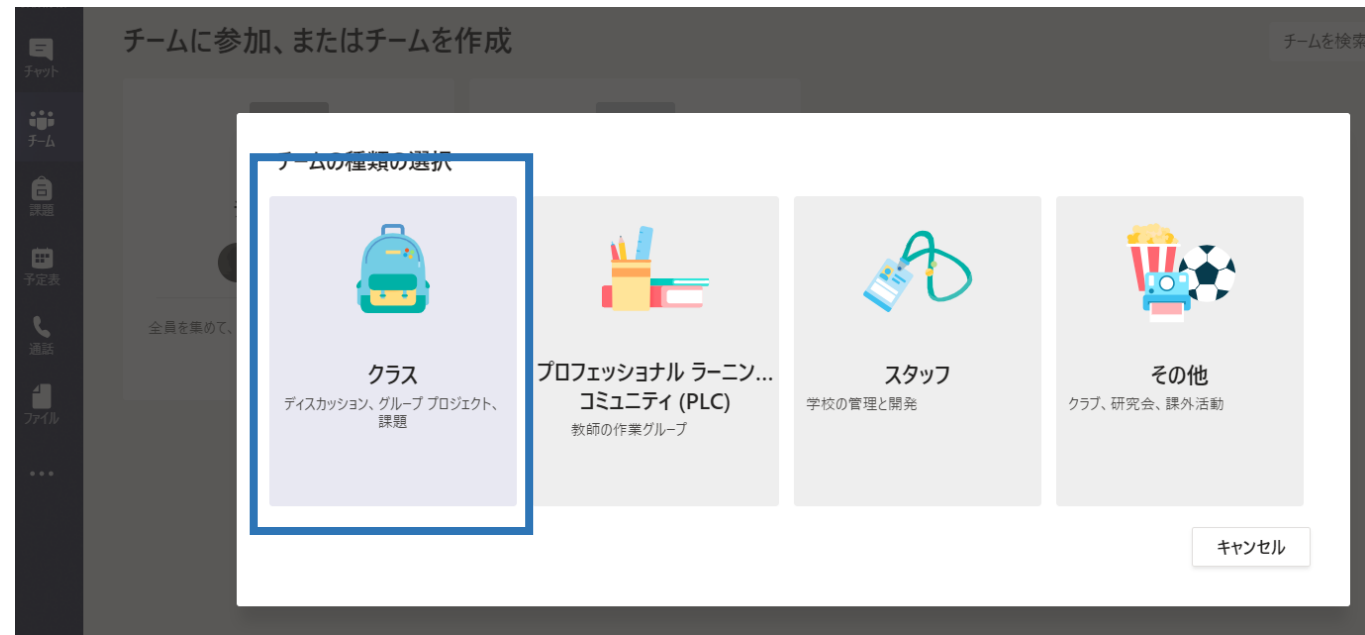 チームに参加、またはチームを作成
チームを検索
チャット
チーム
課題
予定表
通話
ファイル
全員を集めて、
チームの種類の選択
クラス
ディスカッション、グループ プロジェクト、
課題
プロフェッショナル ラーニン...
コミュニティ (PLC)
教師の作業グループ
スタッフ
学校の管理と開発
その他
クラブ、研究会、課外活動
キャンセル